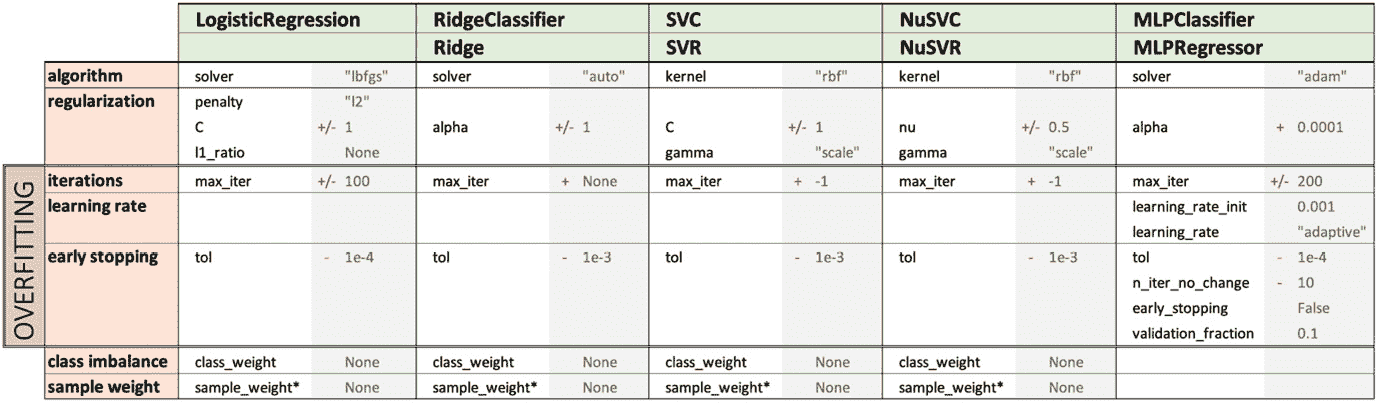 LogisticRegression RidgeClassifier SVC NuSVC MLPClassifier
Ridge SVR NuSVR MLPRegressor
algorithm solver "lbfgs" solver "auto" kernel "rbf" kernel "rbf" solver "adam"
regularization penalty "l2"
C +/- 1 alpha +/- 1 C +/- 1 nu +/- 0.5 alpha + 0.0001
l1_ratio None gamma "scale" gamma "scale"
OVERFITTING
iterations max_iter +/- 100 max_iter + None max_iter + -1 max_iter + -1 max_iter +/- 200
learning rate learning_rate_init 0.001
learning_rate "adaptive"
early stopping tol - 1e-4 tol - 1e-3 tol - 1e-3 tol - 1e-3 tol - 1e-4
n_iter_no_change - 10
early_stopping False
validation_fraction 0.1
class imbalance class_weight None class_weight None class_weight None class_weight None
sample weight sample_weight* None sample_weight* None sample_weight* None sample_weight* None